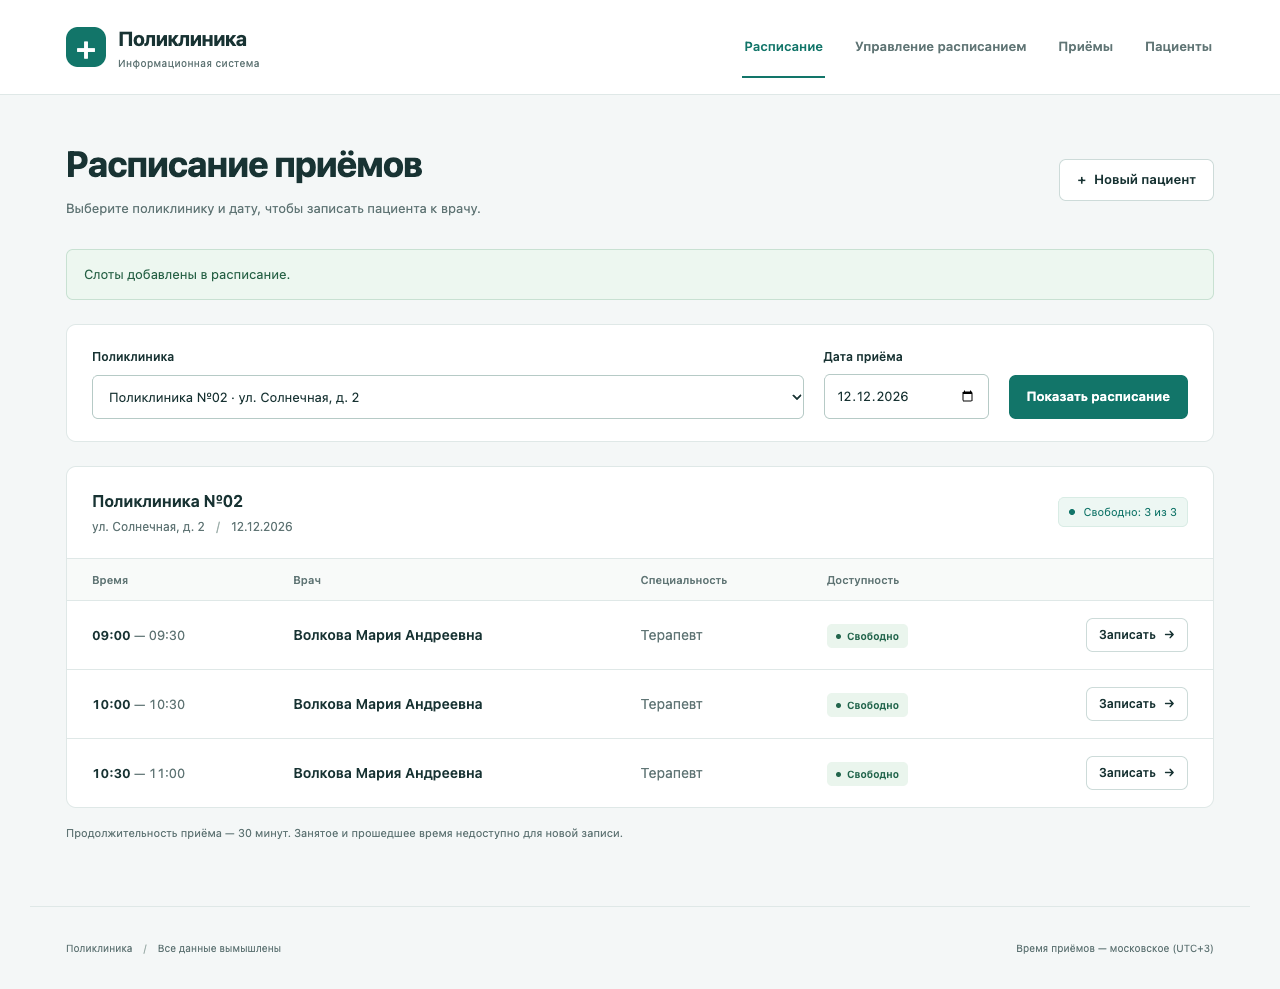 Поликлиника
Информационная система
Расписание
Управление расписанием
Приёмы
Пациенты
Расписание приёмов
Выберите поликлинику и дату, чтобы записать пациента к врачу.
+ Новый пациент
Слоты добавлены в расписание.
Поликлиника
Дата приёма
Поликлиника №02 · ул. Солнечная, д. 2
12.12.2026
Показать расписание
Поликлиника №02
ул. Солнечная, д. 2 / 12.12.2026
Свободно: 3 из 3
Время Врач Специальность Доступность
09:00 — 09:30 Волкова Мария Андреевна Терапевт Свободно Записать →
10:00 — 10:30 Волкова Мария Андреевна Терапевт Свободно Записать →
10:30 — 11:00 Волкова Мария Андреевна Терапевт Свободно Записать →
Продолжительность приёма — 30 минут. Занятое и прошедшее время недоступно для новой записи.
Поликлиника / Все данные вымышлены
Время приёмов — московское (UTC+3)